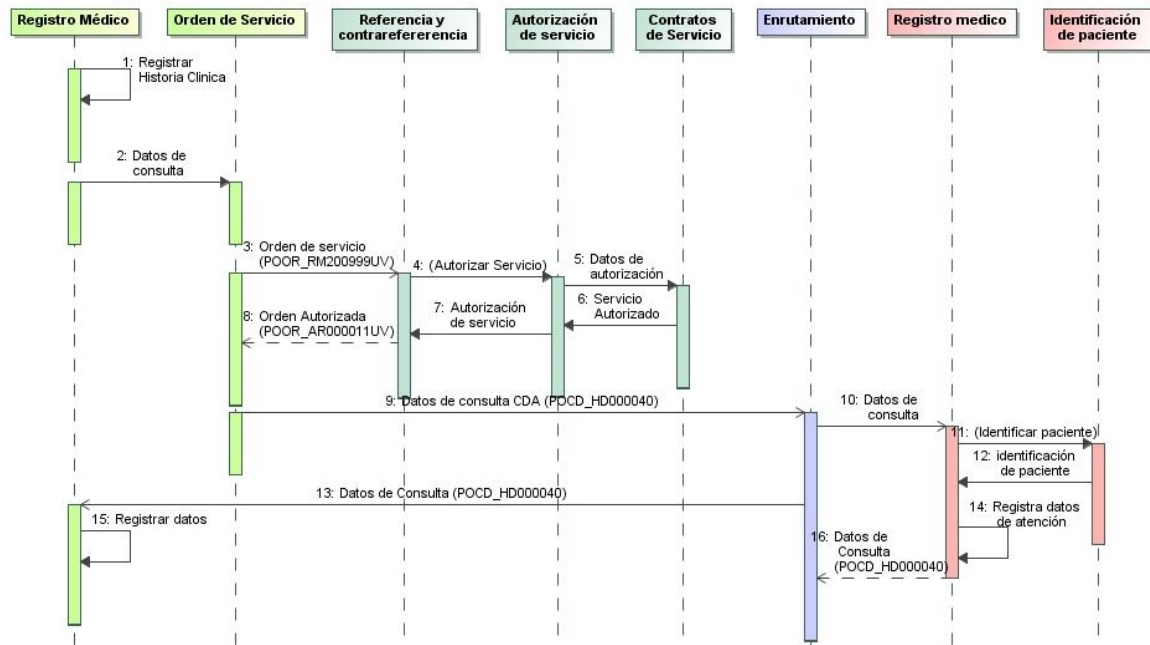 Registro Médico
Orden de Servicio
Referencia y
contrarefererencia
Autorización
de servicio
Contratos
de Servicio
Enrutamiento
Registro medico
Identificación
de paciente
1: Registrar
Historia Clinica
2: Datos de
consulta
3: Orden de servicio
(POOR_RM200999UV)
4: (Autorizar Servicio)
5: Datos de
autorización
6: Servicio
Autorizado
7: Autorización
de servicio
8: Orden Autorizada
(POOR_AR000011UV)
9: Datos de consulta CDA (POCD_HD000040)
10: Datos de
consulta
11: (Identificar paciente)
12: identificación
de paciente
13: Datos de Consulta (POCD_HD000040)
14: Registra datos
de atención
15: Registrar datos
16: Datos de
Consulta
(POCD_HD000040)